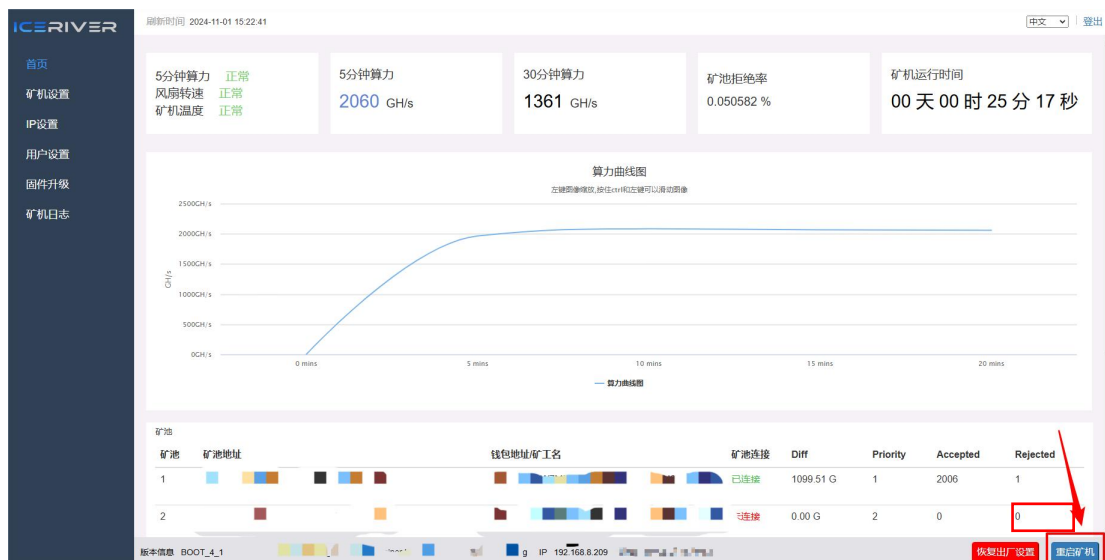 ICERIVER
刷新时间 2024-11-01 15:22:41
中文
登出
首页
矿机设置
IP设置
用户设置
固件升级
矿机日志
5分钟算力 正常
风扇转速 正常
矿机温度 正常
5分钟算力
2060 GH/s
30分钟算力
1361 GH/s
矿池拒绝率
0.050582 %
矿机运行时间
00 天 00 时 25 分 17 秒
算力曲线图
左键图像缩放,按住ctrl和左键可以滑动图像
2500GH/s
2000GH/s
1500GH/s
1000GH/s
500GH/s
0GH/s
GH/s
0 mins 5 mins 10 mins 15 mins 20 mins
算力曲线图
矿池
矿池 矿池地址 钱包地址/矿工名 矿池连接 Diff Priority Accepted Rejected
1 已连接 1099.51 G 1 2006 1
2 连接 0.00 G 2 0 0
版本信息 BOOT_4_1 g IP 192.168.8.209 恢复出厂设置 重启矿机